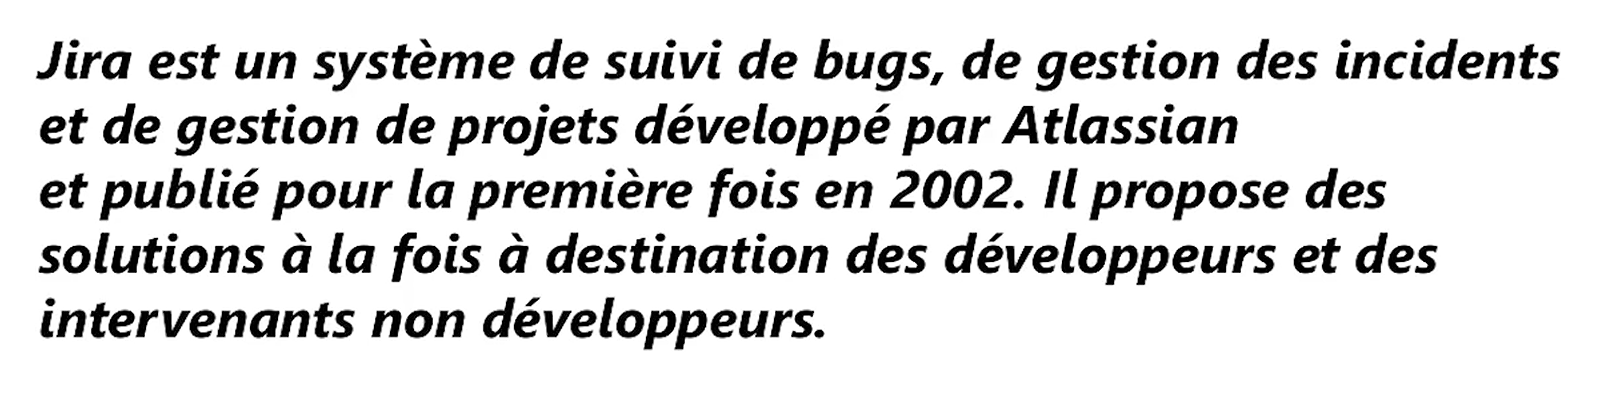 Jira est un système de suivi de bugs, de gestion des incidents
et de gestion de projets développé par Atlassian
et publié pour la première fois en 2002. Il propose des
solutions à la fois à destination des développeurs et des
intervenants non développeurs.